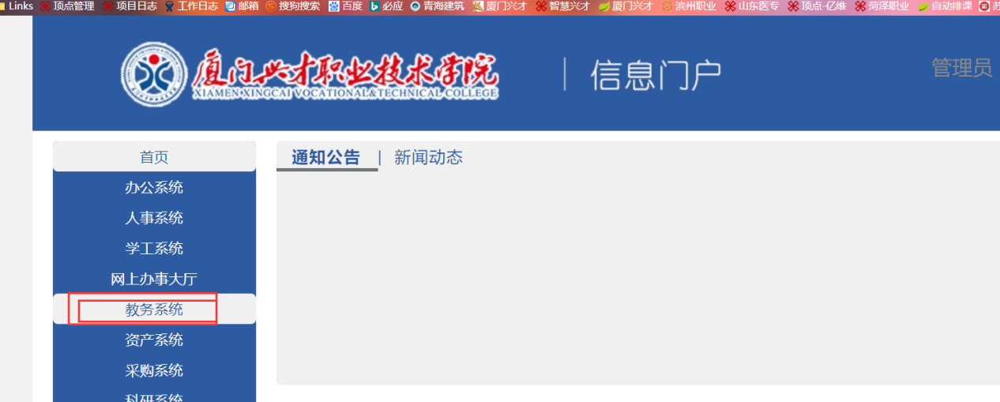 Links 顶点管理 项目日志 工作日志 邮箱 搜狗搜索 百度 必应 青海建筑 厦门兴才 智慧兴才 厦门兴才 滨州职业 山东医专 顶点-亿维 菏泽职业 自动排课 苏
厦门兴才职业技术学院
XIAMEN XINGCAI VOCATIONAL&TECHNICAL COLLEGE
| 信息门户
管理员
首页
办公系统
人事系统
学工系统
网上办事大厅
教务系统
资产系统
采购系统
科研系统
通知公告 | 新闻动态